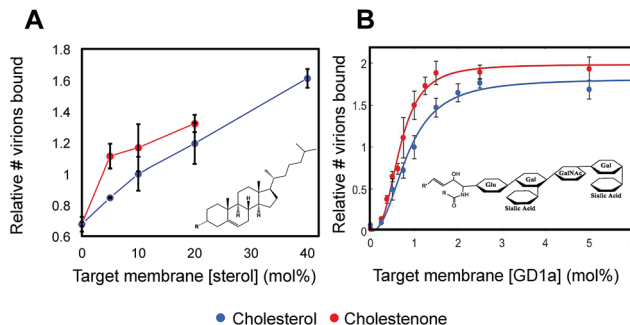 A
B
Relative # virions bound
1.8
1.6
1.4
1.2
1
0.8
0.6
0
10
20
30
40
Target membrane [sterol] (mol%)
R
H
H
H
Relative # virions bound
2
1.5
1
0.5
0
0
1
2
3
4
5
Target membrane [GD1a] (mol%)
OH
R'
R
NH
O
Glu
Gal
GalNAc
Gal
Sialic Acid
Sialic Acid
Cholesterol
Cholestenone